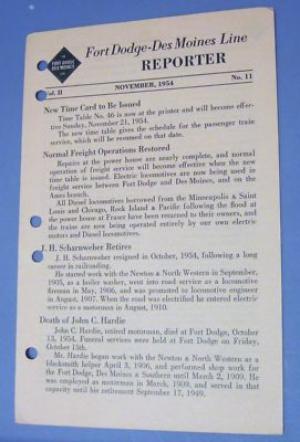 THE
FORT DODGE
DES MOINES
LINE
Fort Dodge-Des Moines Line
REPORTER
Vol. II
NOVEMBER, 1954
No. 11
New Time Card to Be Issued
Time Table No. 46 is now at the printer and will become effec-
tive Sunday, November 21, 1954.
The new time table gives the schedule for the passenger train
service, which will be resumed on that date.
Normal Freight Operations Restored
Repairs at the power house are nearly complete, and normal
operation of freight service will become effective when the new
time table is issued. Electric locomotives are now being used in
freight service between Fort Dodge and Des Moines, and on the
Ames branch.
All Diesel locomotives borrowed from the Minneapolis & Saint
Louis and Chicago, Rock Island & Pacific following the flood at
the power house at Fraser have been returned to their owners, and
the trains are now being operated entirely by our own electric
motors and Diesel locomotives.
J. H. Scharnweber Retires
J. H. Scharnweber resigned in October, 1954, following a long
career in railroading.
He started work with the Newton & North Western in September,
1905, as a boiler washer, went into road service as a locomotive
fireman in May, 1906, and was promoted to locomotive engineer
in August, 1907. When the road was electrified he entered electric
service as a motorman in August, 1910.
Death of John C. Hardie
John C. Hardie, retired motorman, died at Fort Dodge, October
13, 1954. Funeral services were held at Fort Dodge on Friday,
October 15th.
Mr. Hardie began work with the Newton & North Western as a
blacksmith helper April 3, 1906, and performed shop work for
the Fort Dodge, Des Moines & Southern until March 2, 1909. He
was employed as motorman in March, 1909, and served in that
capacity until his retirement September 17, 1949.